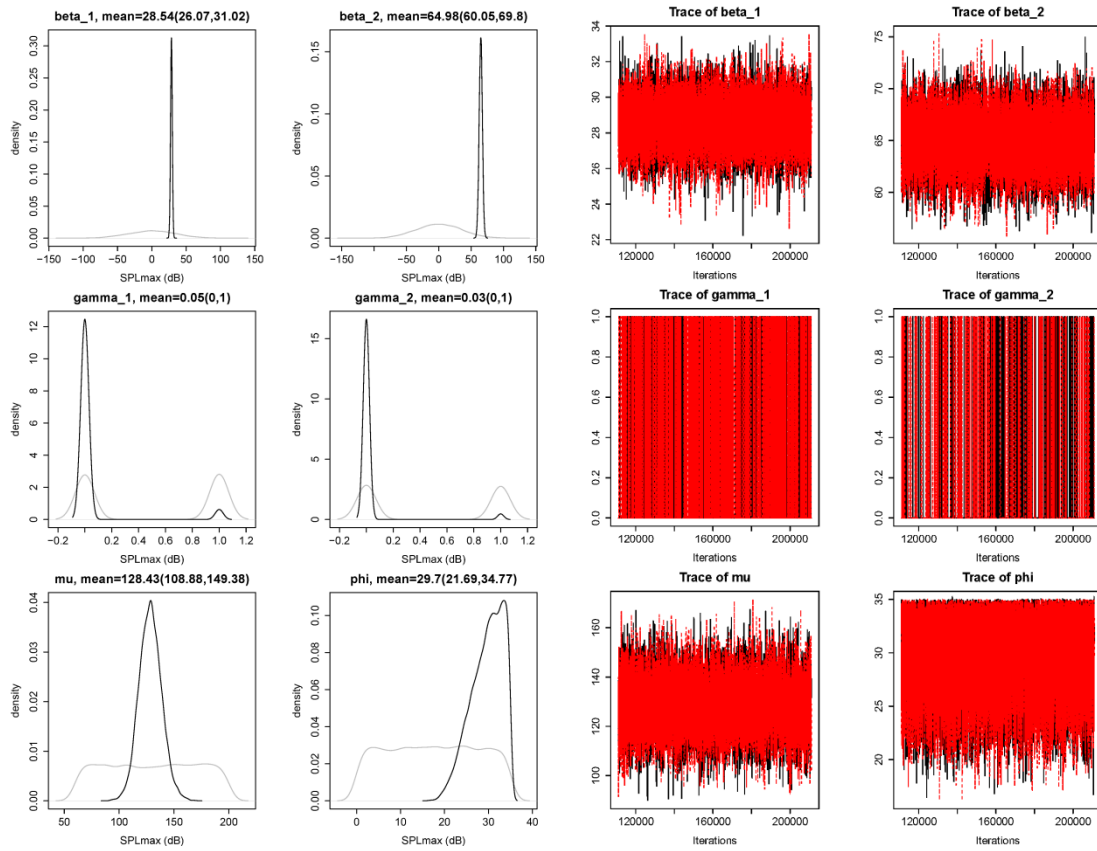 beta_1, mean=28.54(26.07,31.02)
density
0.00 0.05 0.10 0.15 0.20 0.25 0.30
−150 −100 −50 0 50 100 150
SPLmax (dB)
beta_2, mean=64.98(60.05,69.8)
density
0.00 0.05 0.10 0.15
−150 −100 −50 0 50 100 150
SPLmax (dB)
Trace of beta_1
22 24 26 28 30 32 34
120000 160000 200000
Iterations
Trace of beta_2
60 65 70 75
120000 160000 200000
Iterations
gamma_1, mean=0.05(0,1)
density
0 2 4 6 8 10 12
−0.2 0.0 0.2 0.4 0.6 0.8 1.0 1.2
SPLmax (dB)
gamma_2, mean=0.03(0,1)
density
0 5 10 15
−0.2 0.2 0.6 1.0
SPLmax (dB)
Trace of gamma_1
0.0 0.2 0.4 0.6 0.8 1.0
120000 160000 200000
Iterations
Trace of gamma_2
0.0 0.2 0.4 0.6 0.8 1.0
120000 160000 200000
Iterations
mu, mean=128.43(108.88,149.38)
density
0.00 0.01 0.02 0.03 0.04
50 100 150 200
SPLmax (dB)
phi, mean=29.7(21.69,34.77)
density
0.00 0.02 0.04 0.06 0.08 0.10
0 10 20 30 40
SPLmax (dB)
Trace of mu
100 120 140 160
120000 160000 200000
Iterations
Trace of phi
20 25 30 35
120000 160000 200000
Iterations